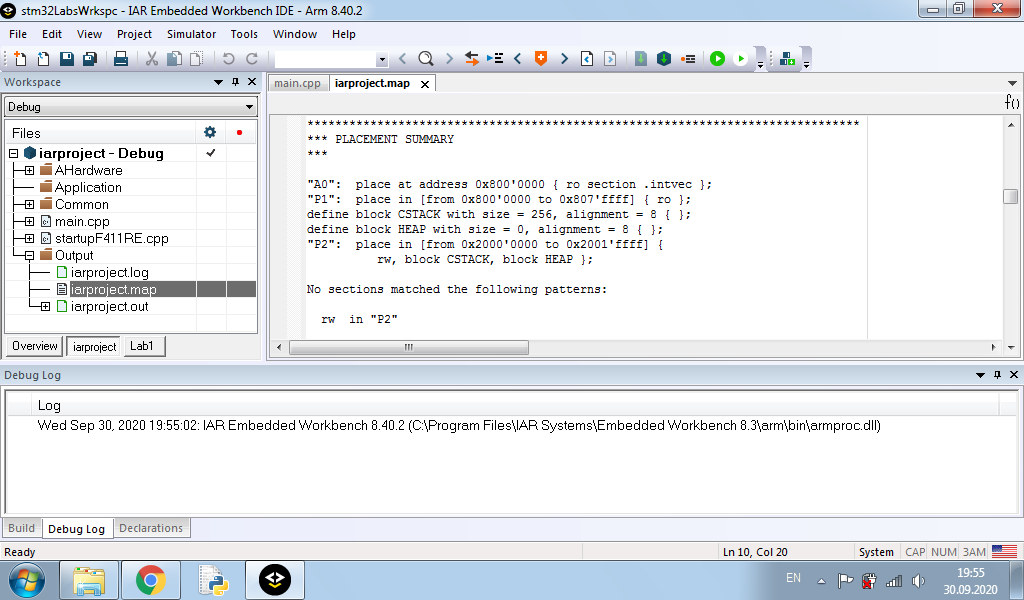 stm32LabsWrkspc - IAR Embedded Workbench IDE - Arm 8.40.2
File Edit View Project Simulator Tools Window Help
Workspace
main.cpp iarproject.map
Debug
f()
Files
iarproject - Debug
AHardware
Application
Common
main.cpp
startupF411RE.cpp
Output
iarproject.log
iarproject.map
iarproject.out
Overview iarproject Lab1
*******************************************************************************
*** PLACEMENT SUMMARY
***
"A0":  place at address 0x800'0000 { ro section .intvec };
"P1":  place in [from 0x800'0000 to 0x807'ffff] { ro };
define block CSTACK with size = 256, alignment = 8 { };
define block HEAP with size = 0, alignment = 8 { };
"P2":  place in [from 0x2000'0000 to 0x2001'ffff] {
rw, block CSTACK, block HEAP };
No sections matched the following patterns:
rw  in "P2"
Debug Log
Log
Wed Sep 30, 2020 19:55:02: IAR Embedded Workbench 8.40.2 (C:\Program Files\IAR Systems\Embedded Workbench 8.3\arm\bin\armproc.dll)
Build Debug Log Declarations
Ready Ln 10, Col 20 System CAP NUM ЗАМ
EN 19:55
30.09.2020